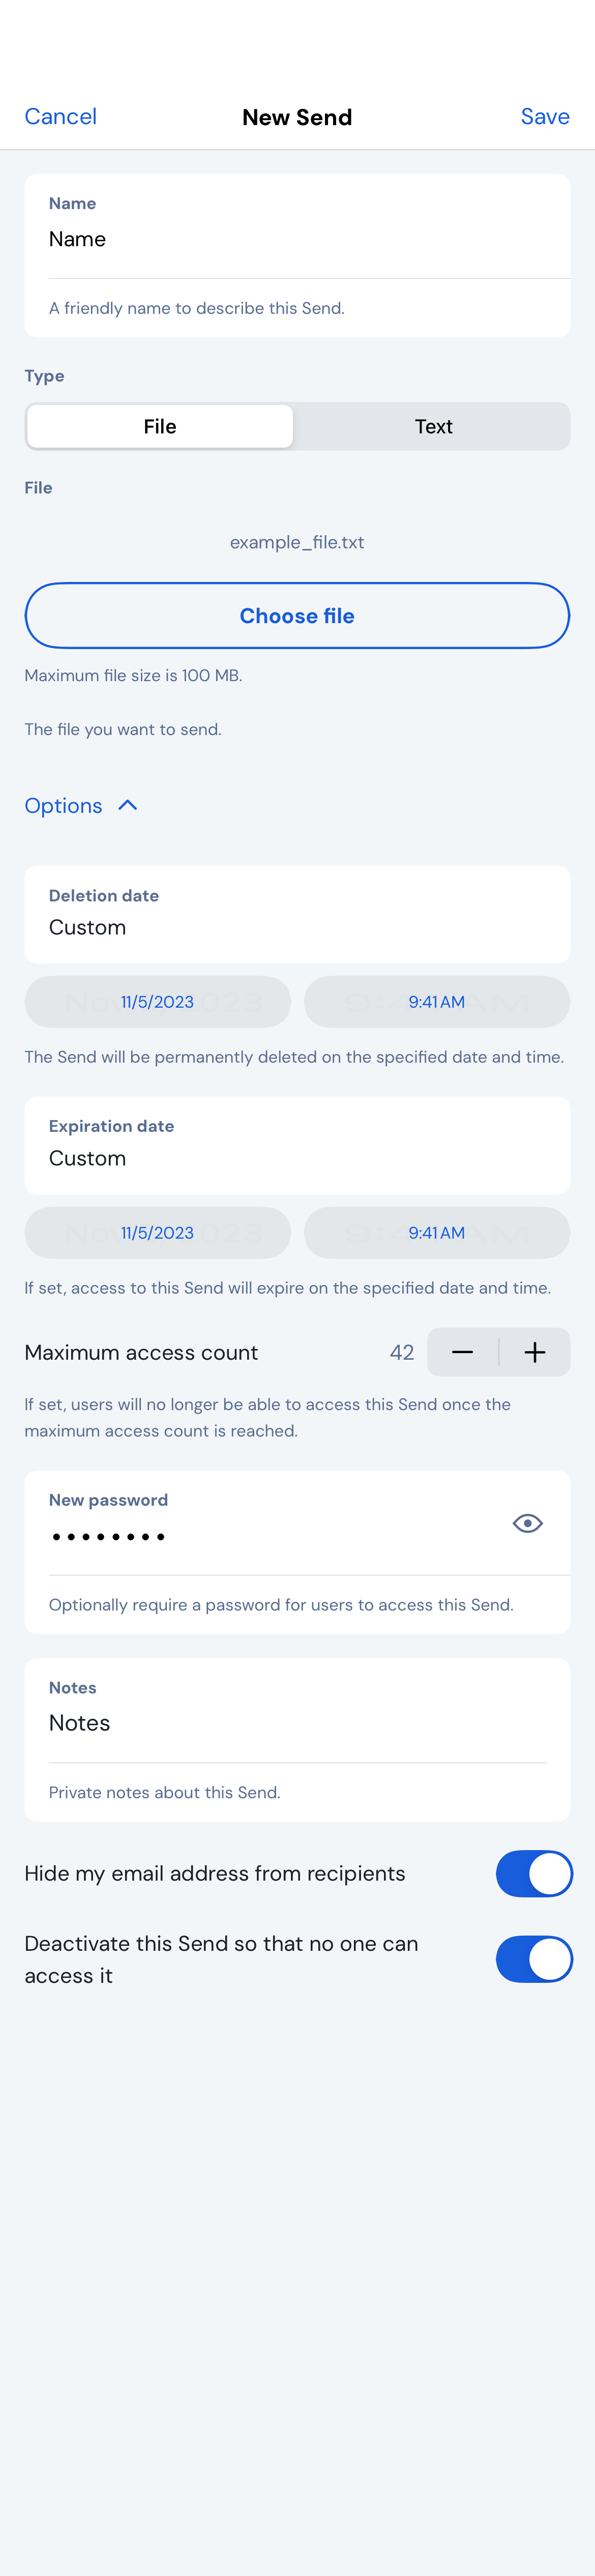 Cancel New Send Save
Name
Name
A friendly name to describe this Send.
Type
File Text
File
example_file.txt
Choose file
Maximum file size is 100 MB.
The file you want to send.
Options
Deletion date
Custom
11/5/2023 9:41 AM
The Send will be permanently deleted on the specified date and time.
Expiration date
Custom
11/5/2023 9:41 AM
If set, access to this Send will expire on the specified date and time.
Maximum access count 42
If set, users will no longer be able to access this Send once the
maximum access count is reached.
New password
••••••••
Optionally require a password for users to access this Send.
Notes
Notes
Private notes about this Send.
Hide my email address from recipients
Deactivate this Send so that no one can
access it